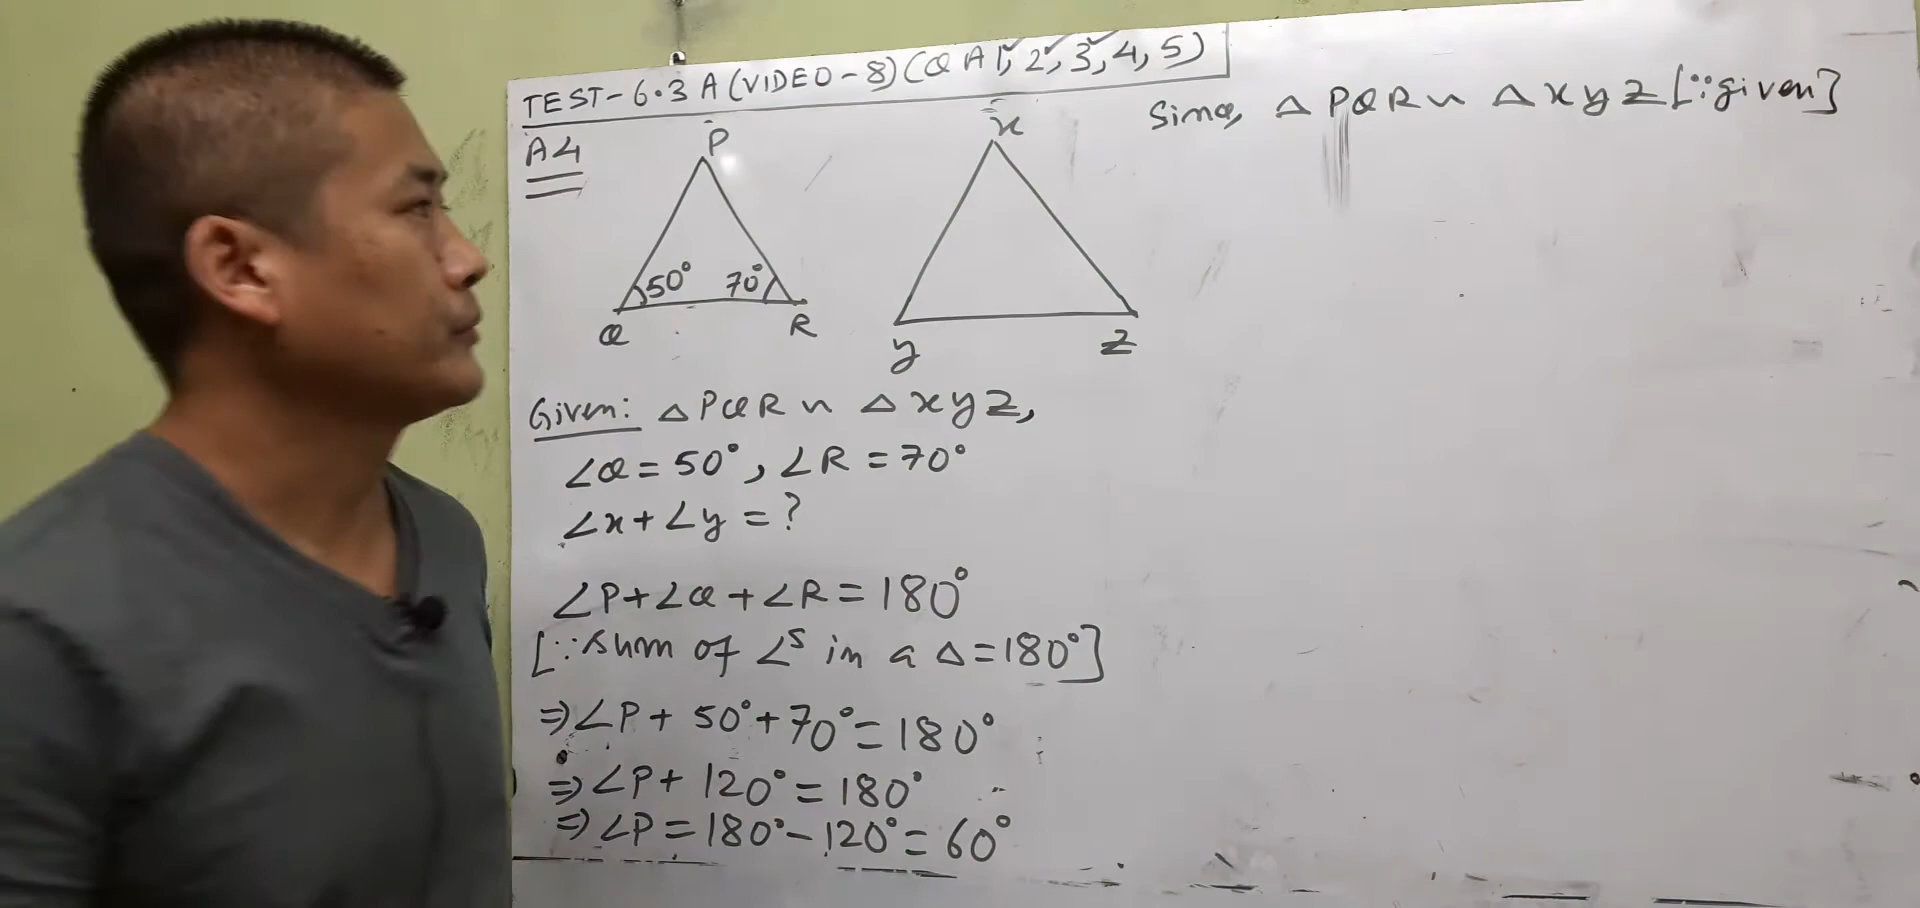 TEST-6.3 A (VIDEO-8) (Q A 1, 2, 3, 4, 5)
A4
P
50° 70°
Q R
x
y z
Given: △PQR ~ △xyz,
∠Q = 50°, ∠R = 70°
∠x + ∠y = ?
∠P + ∠Q + ∠R = 180°
[∵ sum of ∠s in a △ = 180°]
⇒ ∠P + 50° + 70° = 180°
⇒ ∠P + 120° = 180°
⇒ ∠P = 180° - 120° = 60°
Since, △PQR ~ △xyz [∵ given]